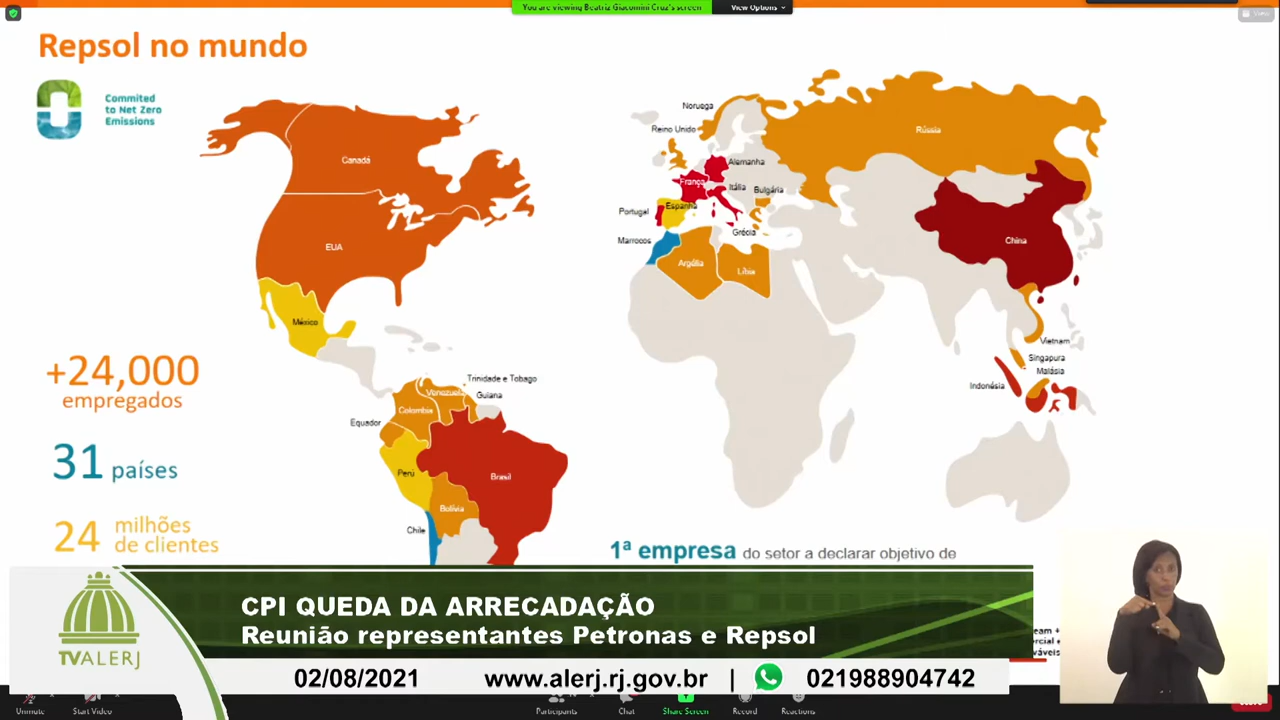 You are viewing Beatriz Giacomini Cruz's screen
View Options
View
Repsol no mundo
Commited
to Net Zero
Emissions
Canadá
EUA
México
Noruega
Reino Unido
Rússia
Alemanha
França
Itália
Bulgária
Portugal
Espanha
Grécia
Marrocos
Argélia
Líbia
China
Vietnam
Singapura
Malásia
Indonésia
Trinidade e Tobago
Venezuela
Guiana
Colombia
Equador
Perú
Brasil
Bolívia
Chile
+24,000
empregados
31 países
24 milhões
de clientes
1ª empresa do setor a declarar objetivo de
TVALERJ
CPI QUEDA DA ARRECADAÇÃO
Reunião representantes Petronas e Repsol
02/08/2021 www.alerj.rj.gov.br | 021988904742
Unmute
Start Video
Participants
Chat
Share Screen
Record
Reactions